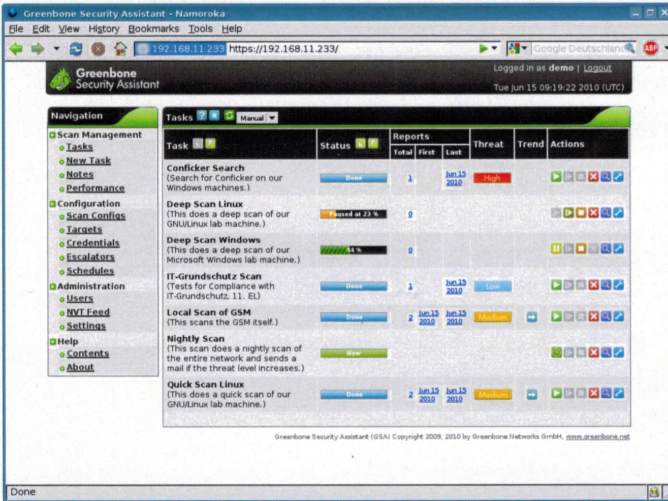 Greenbone Security Assistant - Namoroka
File Edit View History Bookmarks Tools Help
192.168.11.233 https://192.168.11.233/
Google Deutschland
ABP
Greenbone
Security Assistant
Logged in as demo | Logout
Tue Jun 15 09:19:22 2010 (UTC)
Navigation
Scan Management
Tasks
New Task
Notes
Performance
Configuration
Scan Configs
Targets
Credentials
Escalators
Schedules
Administration
Users
NVT Feed
Settings
Help
Contents
About
Tasks ? Manual
Task Status Reports Threat Trend Actions
Total First Last
Conficker Search
(Search for Conficker on our
Windows machines.)
Done 1 Jun 15 2010 High
Deep Scan Linux
(This does a deep scan of our
GNU/Linux lab machine.)
Paused at 23 % 0
Deep Scan Windows
(This does a deep scan of our
Microsoft Windows lab machine.)
44 % 0
IT-Grundschutz Scan
(Tests for Compliance with
IT-Grundschutz, 11. EL)
Done 1 Jun 15 2010 Low
Local Scan of GSM
(This scans the GSM itself.)
Done 2 Jun 15 2010 Jun 15 2010 Medium
Nightly Scan
(This scan does a nightly scan of
the entire network and sends a
mail if the threat level increases.)
New
Quick Scan Linux
(This does a quick scan of our
GNU/Linux lab machine.)
Done 2 Jun 15 2010 Jun 15 2010 Medium
Greenbone Security Assistant (GSA) Copyright 2009, 2010 by Greenbone Networks GmbH, www.greenbone.net
Done